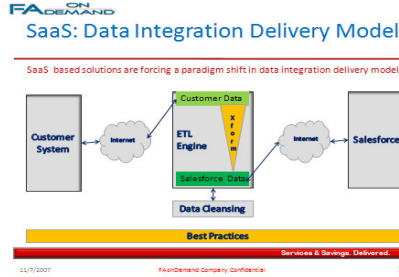 FA ON DEMAND
SaaS: Data Integration Delivery Model
SaaS based solutions are forcing a paradigm shift in data integration delivery model
Customer Data
Customer System
Internet
ETL Engine
Xform
Internet
Salesforce
Salesforce Data
Data Cleansing
Best Practices
Services & Savings. Delivered.
11/7/2007
FAonDemand Company Confidential